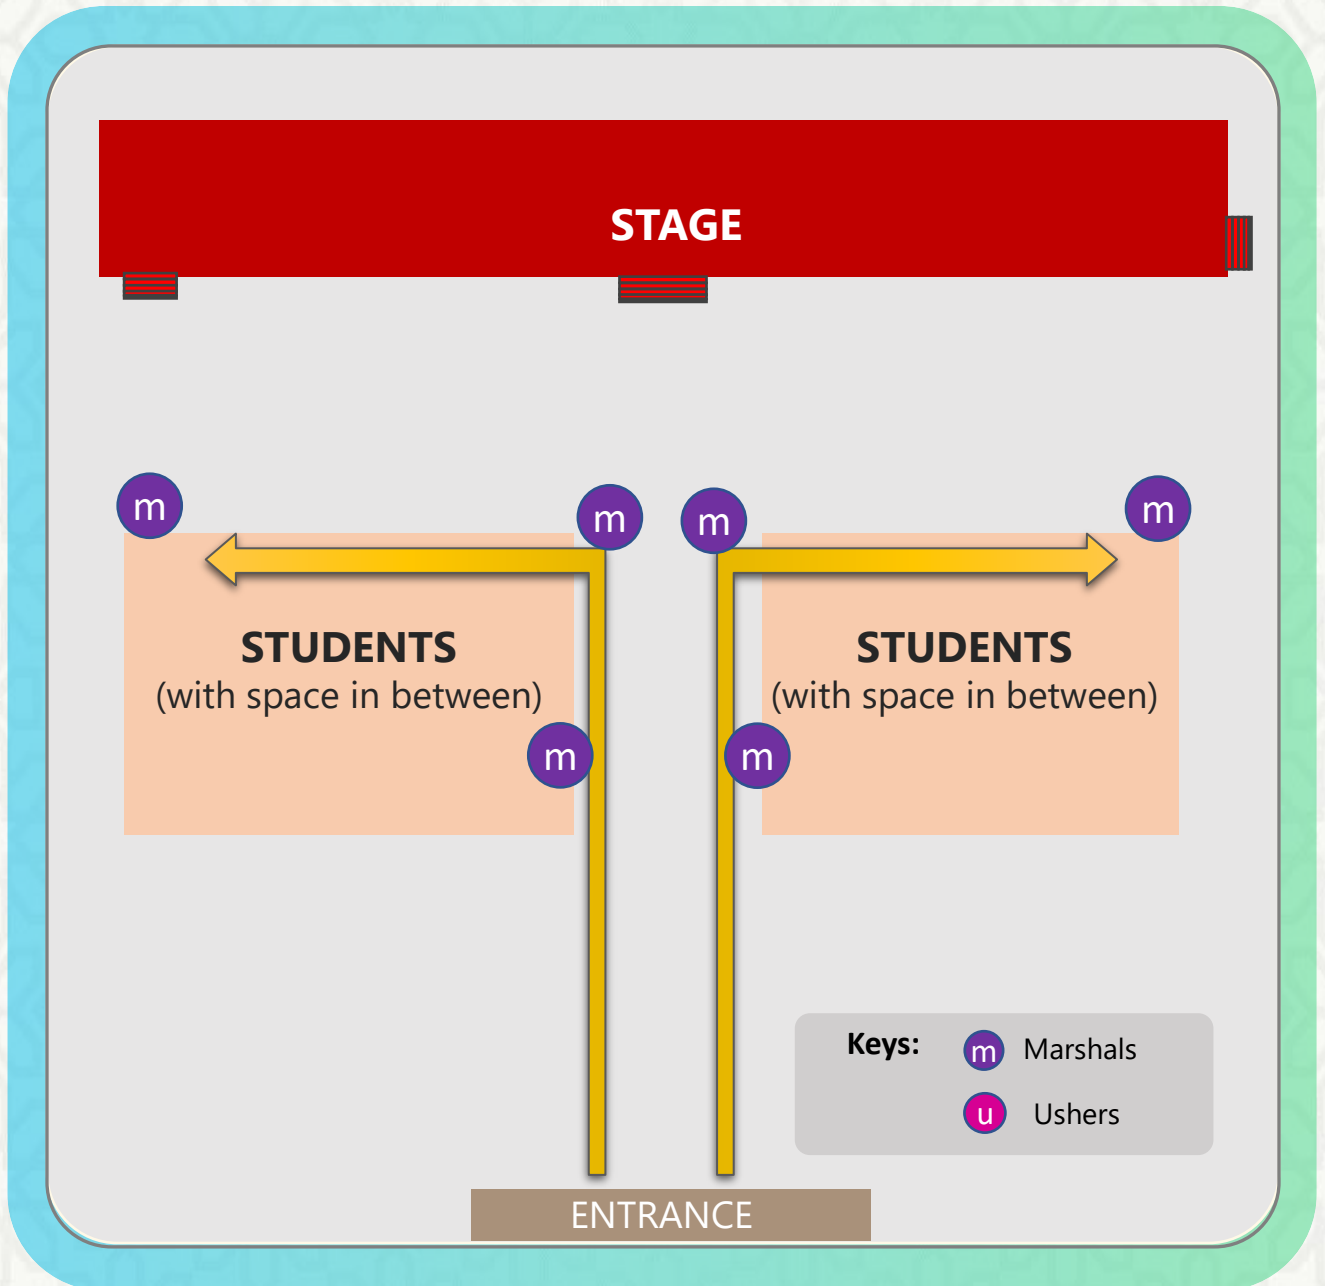 STAGE
m
m
m
m
STUDENTS
(with space in between)
STUDENTS
(with space in between)
m
m
Keys:
m Marshals
u Ushers
ENTRANCE